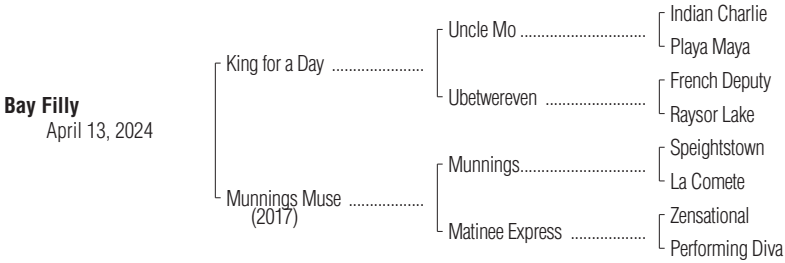 Indian Charlie
Uncle Mo ..............................
Playa Maya
King for a Day ......................
French Deputy
Ubetwereven ........................
Raysor Lake
Bay Filly
April 13, 2024
Speightstown
Munnings..............................
La Comete
Munnings Muse ..................
(2017)
Zensational
Matinee Express ..................
Performing Diva